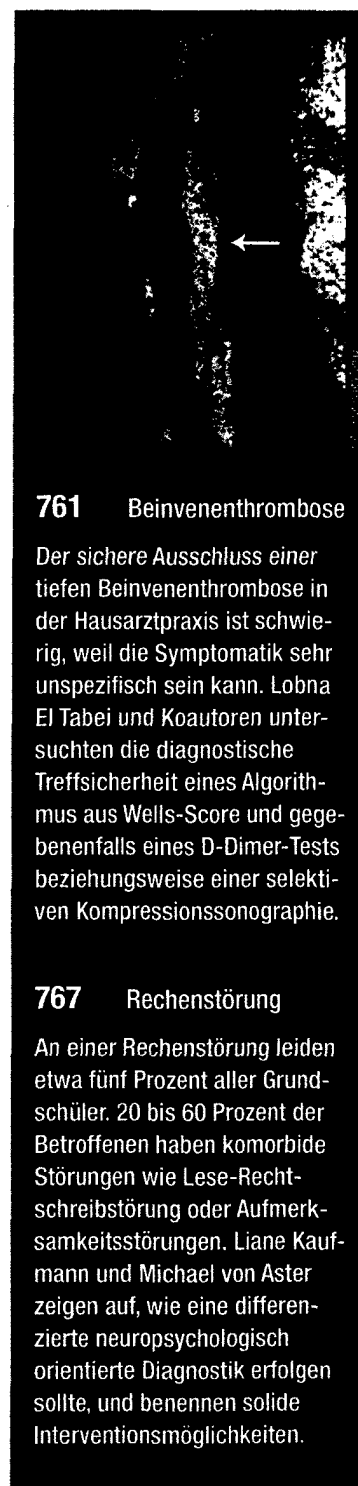 761 Beinvenenthrombose
Der sichere Ausschluss einer
tiefen Beinvenenthrombose in
der Hausarztpraxis ist schwie-
rig, weil die Symptomatik sehr
unspezifisch sein kann. Lobna
El Tabei und Koautoren unter-
suchten die diagnostische
Treffsicherheit eines Algorith-
mus aus Wells-Score und gege-
benenfalls eines D-Dimer-Tests
beziehungsweise einer selekti-
ven Kompressionssonographie.
767 Rechenstörung
An einer Rechenstörung leiden
etwa fünf Prozent aller Grund-
schüler. 20 bis 60 Prozent der
Betroffenen haben komorbide
Störungen wie Lese-Recht-
schreibstörung oder Aufmerk-
samkeitsstörungen. Liane Kauf-
mann und Michael von Aster
zeigen auf, wie eine differen-
zierte neuropsychologisch
orientierte Diagnostik erfolgen
sollte, und benennen solide
Interventionsmöglichkeiten.